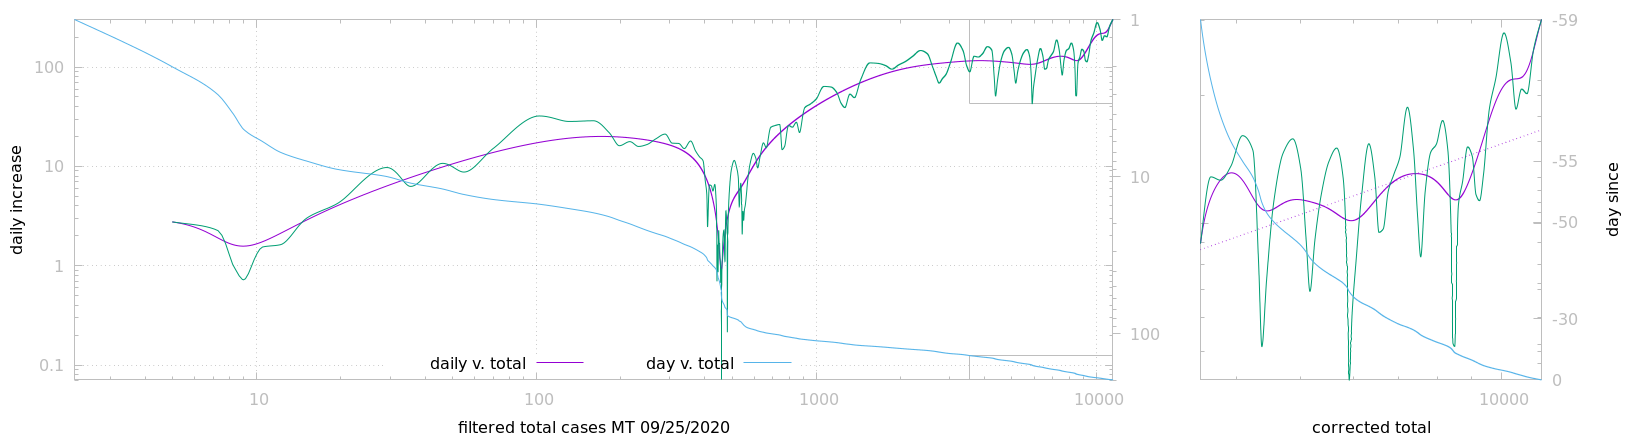 daily increase
100
10
1
0.1
10
100
1000
10000
1
10
100
daily v. total
day v. total
filtered total cases MT 09/25/2020
-59
-55
-50
-30
0
day since
10000
corrected total